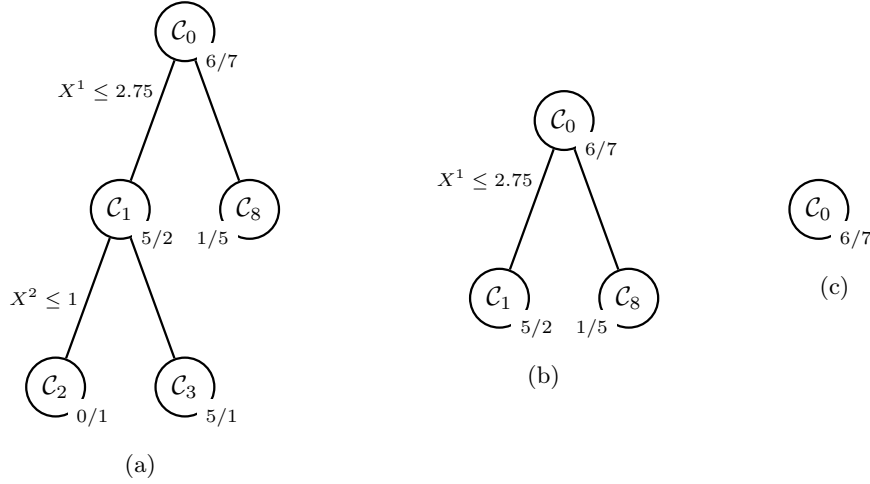 𝒞₀
6/7
X¹ ≤ 2.75
𝒞₁
5/2
1/5
𝒞₈
X² ≤ 1
𝒞₂
0/1
𝒞₃
5/1
(a)
𝒞₀
6/7
X¹ ≤ 2.75
𝒞₁
5/2
1/5
𝒞₈
(b)
𝒞₀
6/7
(c)